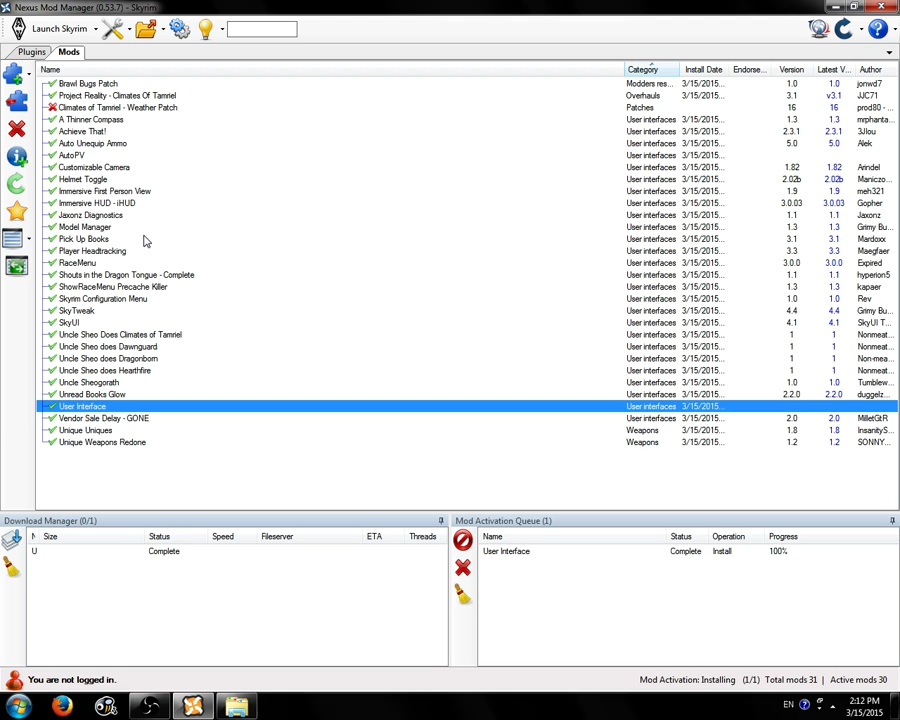 Nexus Mod Manager (0.53.7) - Skyrim
Launch Skyrim
Plugins Mods
Name Category Install Date Endorse... Version Latest V... Author
Brawl Bugs Patch Modders res... 3/15/2015... 1.0 1.0 jonwd7
Project Reality - Climates Of Tamriel Overhauls 3/15/2015... 3.1 v3.1 JJC71
Climates of Tamriel - Weather Patch Patches 16 16 prod80 - ...
A Thinner Compass User interfaces 3/15/2015... 1.3 1.3 mrphanta...
Achieve That! User interfaces 3/15/2015... 2.3.1 2.3.1 3Jlou
Auto Unequip Ammo User interfaces 3/15/2015... 5.0 5.0 Alek
AutoPV User interfaces 3/15/2015...
Customizable Camera User interfaces 3/15/2015... 1.82 1.82 Arindel
Helmet Toggle User interfaces 3/15/2015... 2.02b 2.02b Maniczo...
Immersive First Person View User interfaces 3/15/2015... 1.9 1.9 meh321
Immersive HUD - iHUD User interfaces 3/15/2015... 3.0.03 3.0.03 Gopher
Jaxonz Diagnostics User interfaces 3/15/2015... 1.1 1.1 Jaxonz
Model Manager User interfaces 3/15/2015... 1.3 1.3 Grimy Bu...
Pick Up Books User interfaces 3/15/2015... 3.1 3.1 Mardoxx
Player Headtracking User interfaces 3/15/2015... 3.3 3.3 Maegfaer
RaceMenu User interfaces 3/15/2015... 3.0.0 3.0.0 Expired
Shouts in the Dragon Tongue - Complete User interfaces 3/15/2015... 1.1 1.1 hyperion5
ShowRaceMenu Precache Killer User interfaces 3/15/2015... 1.3 1.3 kapaer
Skyrim Configuration Menu User interfaces 3/15/2015... 1.0 1.0 Rev
SkyTweak User interfaces 3/15/2015... 4.4 4.4 Grimy Bu...
SkyUI User interfaces 3/15/2015... 4.1 4.1 SkyUI T...
Uncle Sheo Does Climates of Tamriel User interfaces 3/15/2015... 1 1 Nonmeat...
Uncle Sheo does Dawnguard User interfaces 3/15/2015... 1 1 Nonmeat...
Uncle Sheo does Dragonborn User interfaces 3/15/2015... 1 1 Non-mea...
Uncle Sheo does Hearthfire User interfaces 3/15/2015... 1 1 Nonmeat...
Uncle Sheogorath User interfaces 3/15/2015... 1.0 1.0 Tumblew...
Unread Books Glow User interfaces 3/15/2015... 2.2.0 2.2.0 duggelz...
User Interface User interfaces 3/15/2015...
Vendor Sale Delay - GONE User interfaces 3/15/2015... 2.0 2.0 MilletGtR
Unique Uniques Weapons 3/15/2015... 1.8 1.8 InsanityS...
Unique Weapons Redone Weapons 3/15/2015... 1.2 1.2 SONNY...
Download Manager (0/1) Mod Activation Queue (1)
N Size Status Speed Fileserver ETA Threads Name Status Operation Progress
U Complete User Interface Complete Install 100%
You are not logged in. Mod Activation: Installing (1/1) Total mods 31 | Active mods 30
EN 2:12 PM
3/15/2015